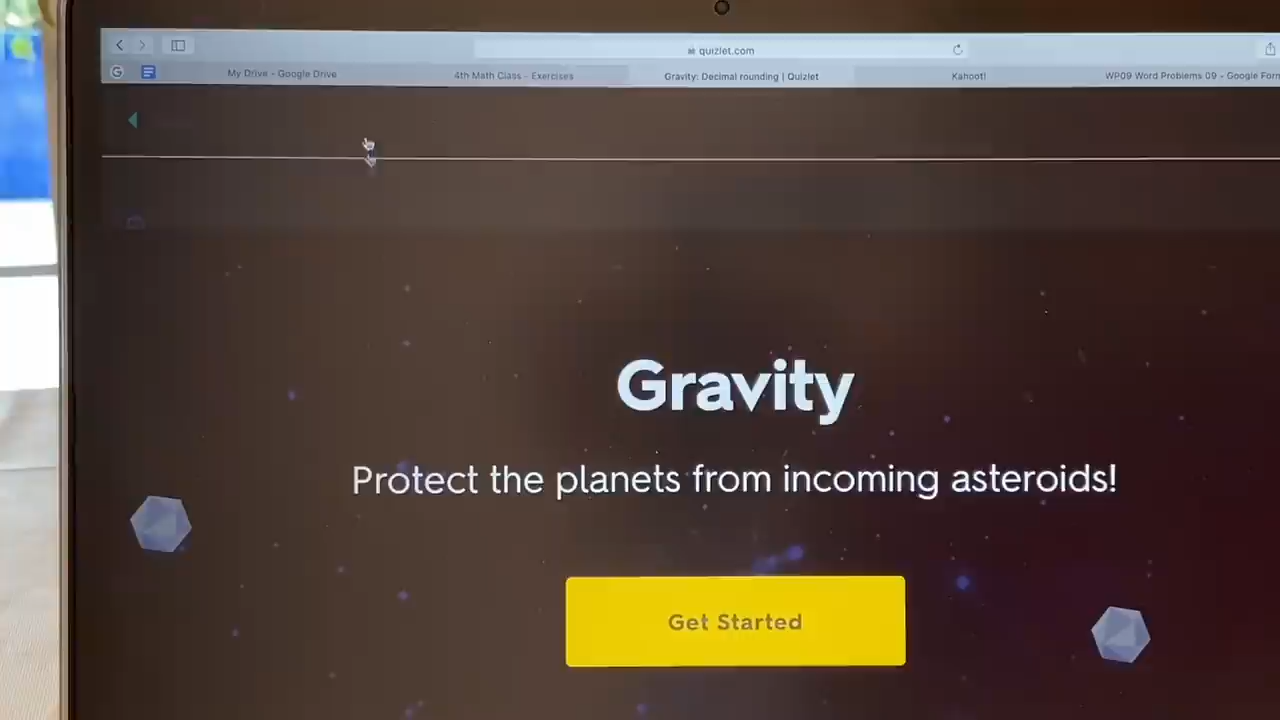 quizlet.com
My Drive - Google Drive
4th Math Class - Exercises
Gravity: Decimal rounding | Quizlet
Kahoot!
WP09 Word Problems 09 - Google Form
Gravity
Protect the planets from incoming asteroids!
Get Started